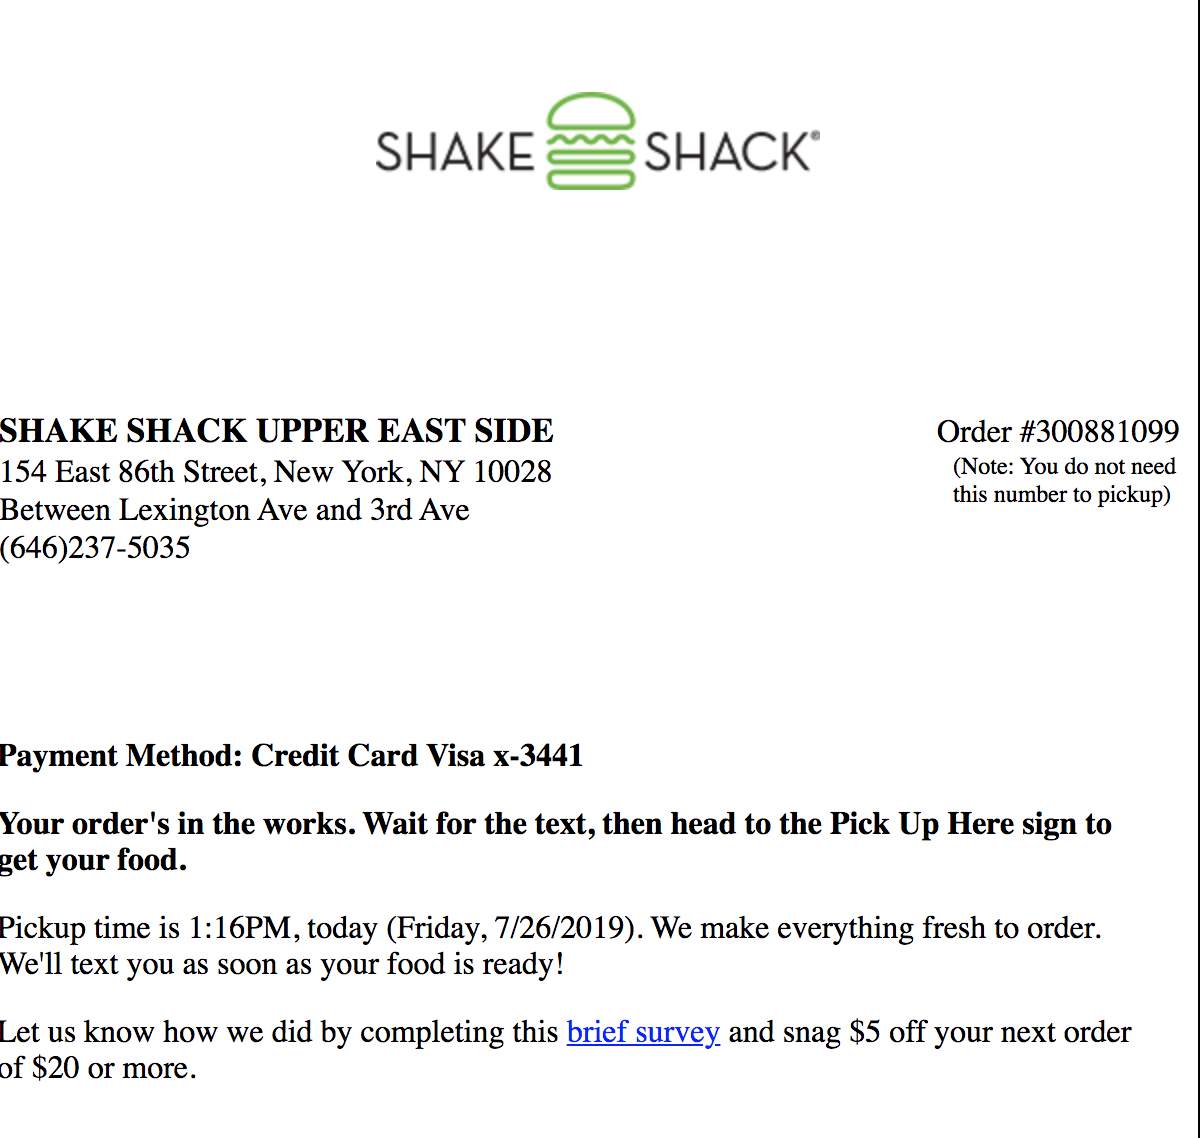 SHAKE SHACK®
SHAKE SHACK UPPER EAST SIDE
154 East 86th Street, New York, NY 10028
Between Lexington Ave and 3rd Ave
(646)237-5035
Order #300881099
(Note: You do not need
this number to pickup)
Payment Method: Credit Card Visa x-3441
Your order's in the works. Wait for the text, then head to the Pick Up Here sign to
get your food.
Pickup time is 1:16PM, today (Friday, 7/26/2019). We make everything fresh to order.
We'll text you as soon as your food is ready!
Let us know how we did by completing this brief survey and snag $5 off your next order
of $20 or more.